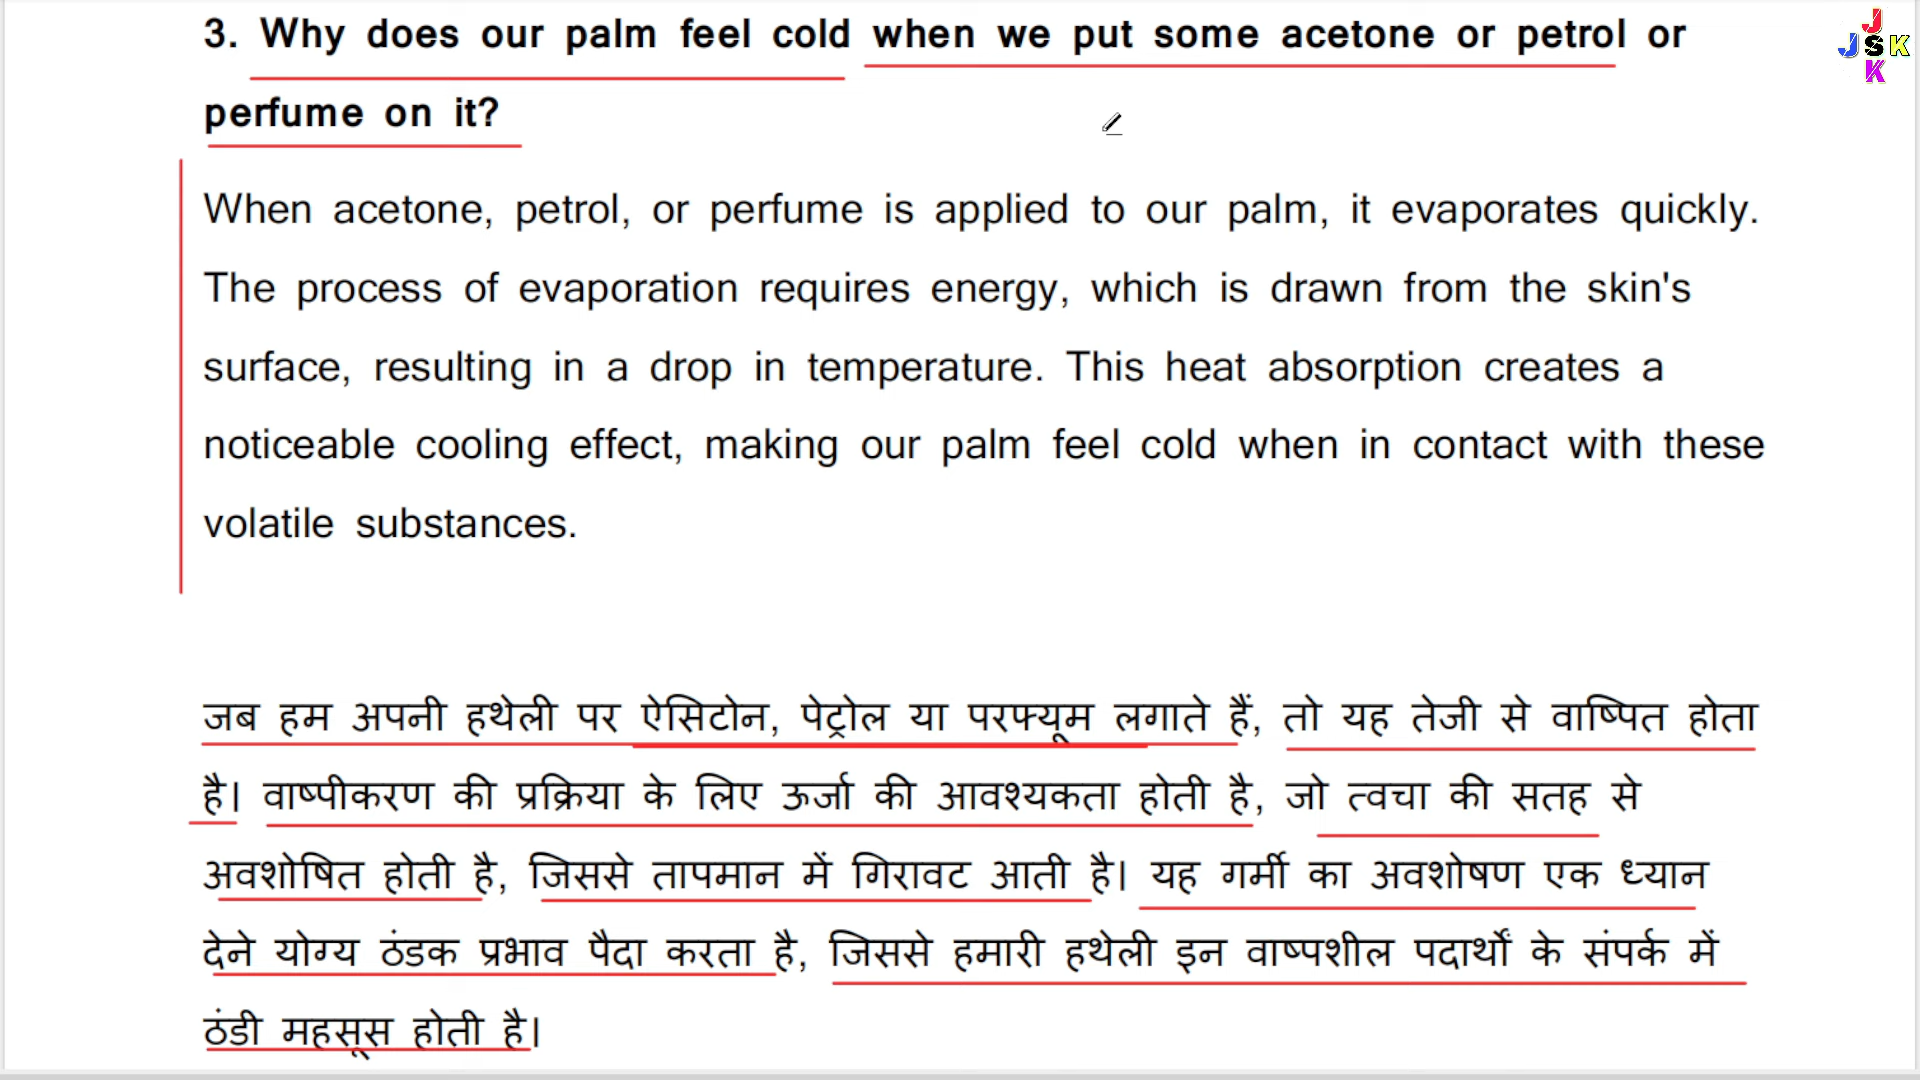 3. Why does our palm feel cold when we put some acetone or petrol or
perfume on it?
When acetone, petrol, or perfume is applied to our palm, it evaporates quickly.
The process of evaporation requires energy, which is drawn from the skin's
surface, resulting in a drop in temperature. This heat absorption creates a
noticeable cooling effect, making our palm feel cold when in contact with these
volatile substances.
जब हम अपनी हथेली पर ऐसिटोन, पेट्रोल या परफ्यूम लगाते हैं, तो यह तेजी से वाष्पित होता
है। वाष्पीकरण की प्रक्रिया के लिए ऊर्जा की आवश्यकता होती है, जो त्वचा की सतह से
अवशोषित होती है, जिससे तापमान में गिरावट आती है। यह गर्मी का अवशोषण एक ध्यान
देने योग्य ठंडक प्रभाव पैदा करता है, जिससे हमारी हथेली इन वाष्पशील पदार्थों के संपर्क में
ठंडी महसूस होती है।
J
J S K
K